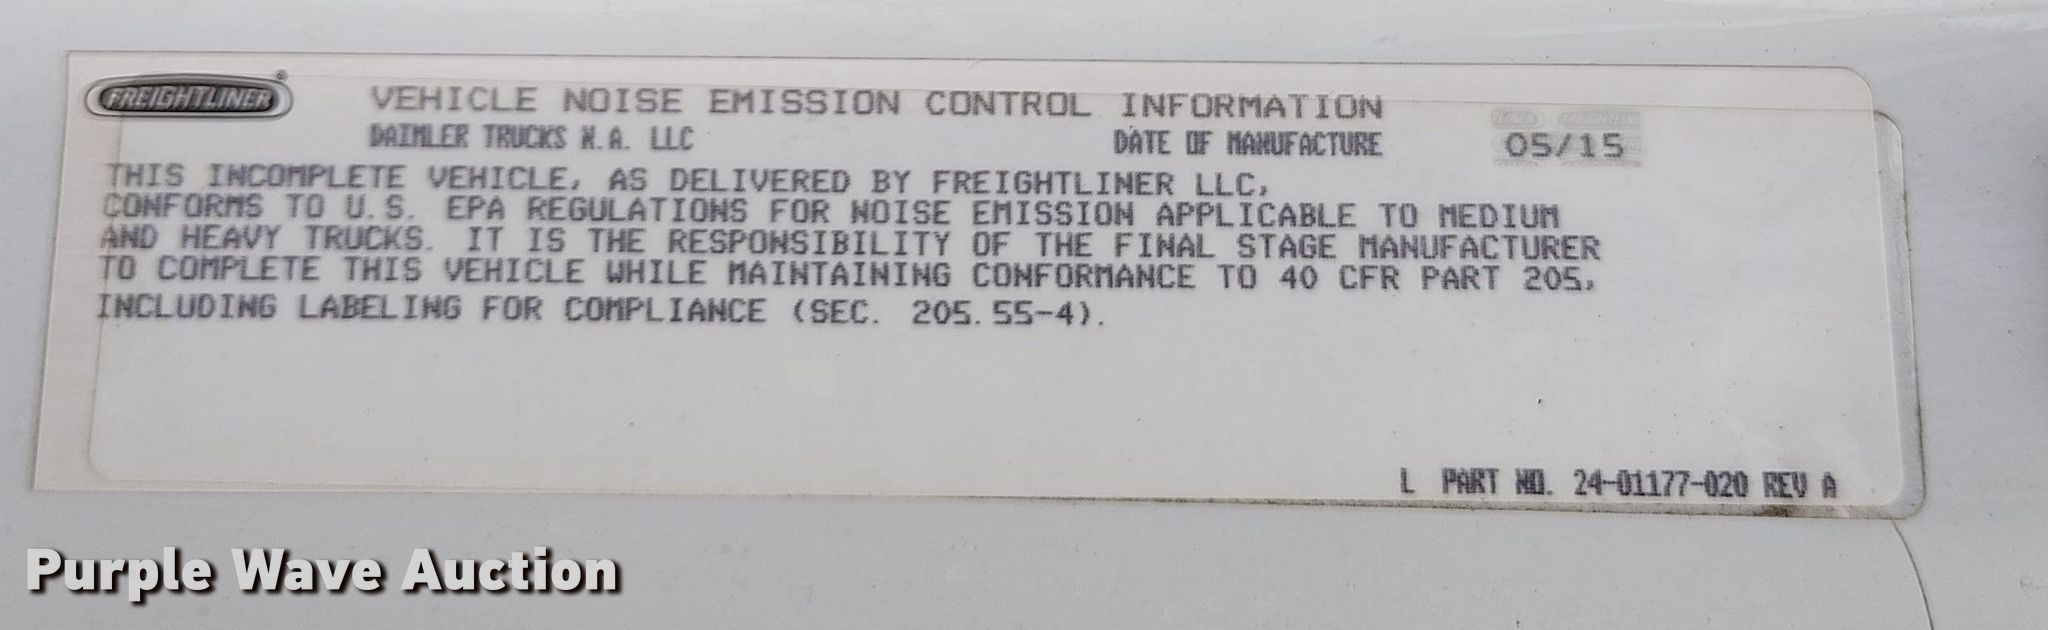 FREIGHTLINER®
VEHICLE NOISE EMISSION CONTROL INFORMATION
DAIMLER TRUCKS N.A. LLC DATE OF MANUFACTURE 05/15
THIS INCOMPLETE VEHICLE, AS DELIVERED BY FREIGHTLINER LLC,
CONFORMS TO U.S. EPA REGULATIONS FOR NOISE EMISSION APPLICABLE TO MEDIUM
AND HEAVY TRUCKS. IT IS THE RESPONSIBILITY OF THE FINAL STAGE MANUFACTURER
TO COMPLETE THIS VEHICLE WHILE MAINTAINING CONFORMANCE TO 40 CFR PART 205,
INCLUDING LABELING FOR COMPLIANCE (SEC. 205.55-4).
L PART NO. 24-01177-020 REV A
Purple Wave Auction